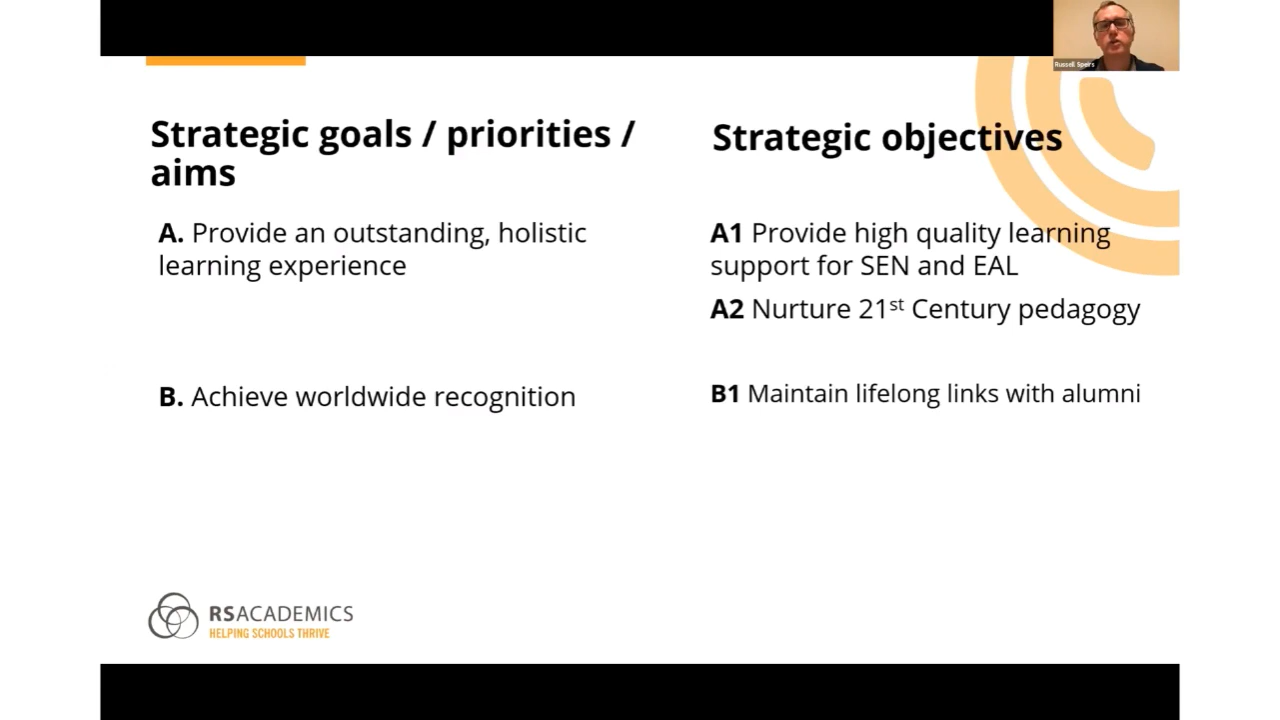 Russell Speirs
Strategic goals / priorities /
aims
Strategic objectives
A. Provide an outstanding, holistic
learning experience
A1 Provide high quality learning
support for SEN and EAL
A2 Nurture 21st Century pedagogy
B. Achieve worldwide recognition
B1 Maintain lifelong links with alumni
RSACADEMICS
HELPING SCHOOLS THRIVE